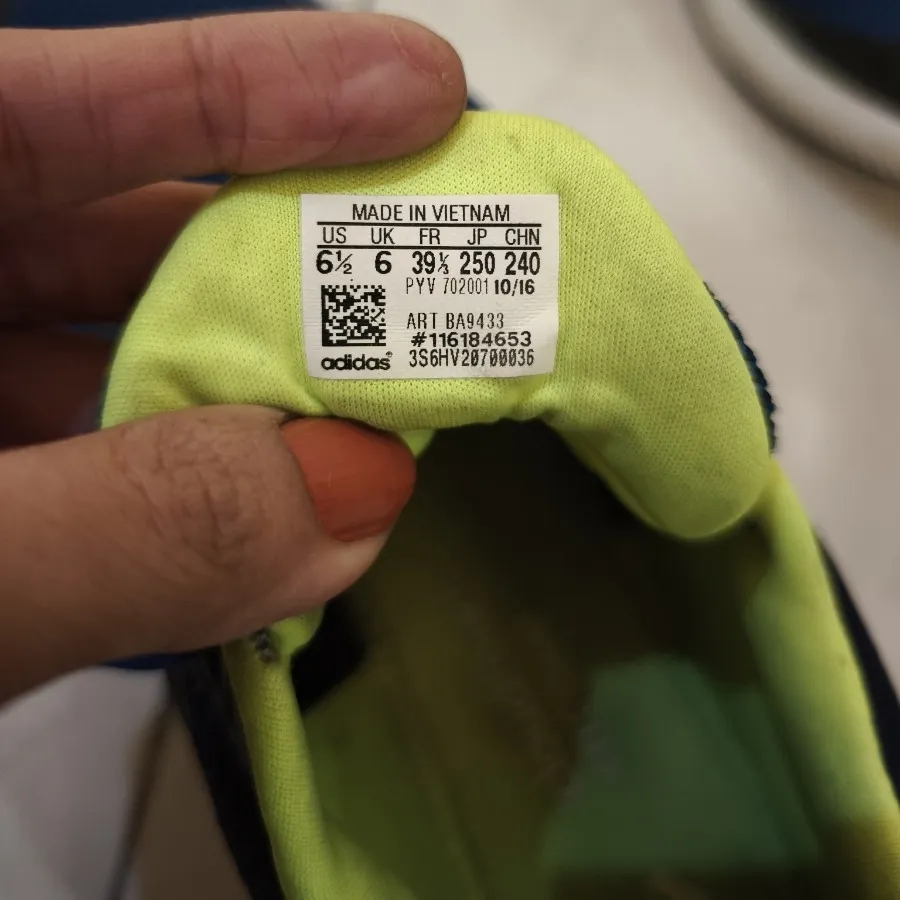 MADE IN VIETNAM
US UK FR JP CHN
6½ 6 39⅓ 250 240
PYV 702001 10/16
ART BA9433
#116184653
adidas® 3S6HV20700036